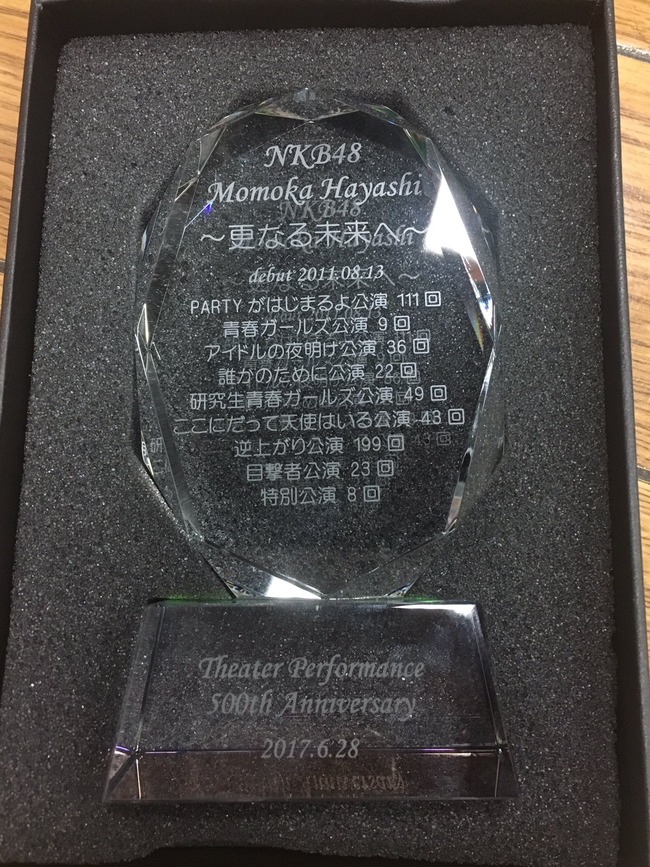 NKB48
Momoka Hayashi
～更なる未来へ～
debut 2011.08.13
PARTYがはじまるよ公演 111回
青春ガールズ公演 9回
アイドルの夜明け公演 36回
誰かのために公演 22回
研究生青春ガールズ公演 49回
ここにだって天使はいる公演 43回
逆上がり公演 199回
目撃者公演 23回
特別公演 8回
Theater Performance
500th Anniversary
2017.6.28